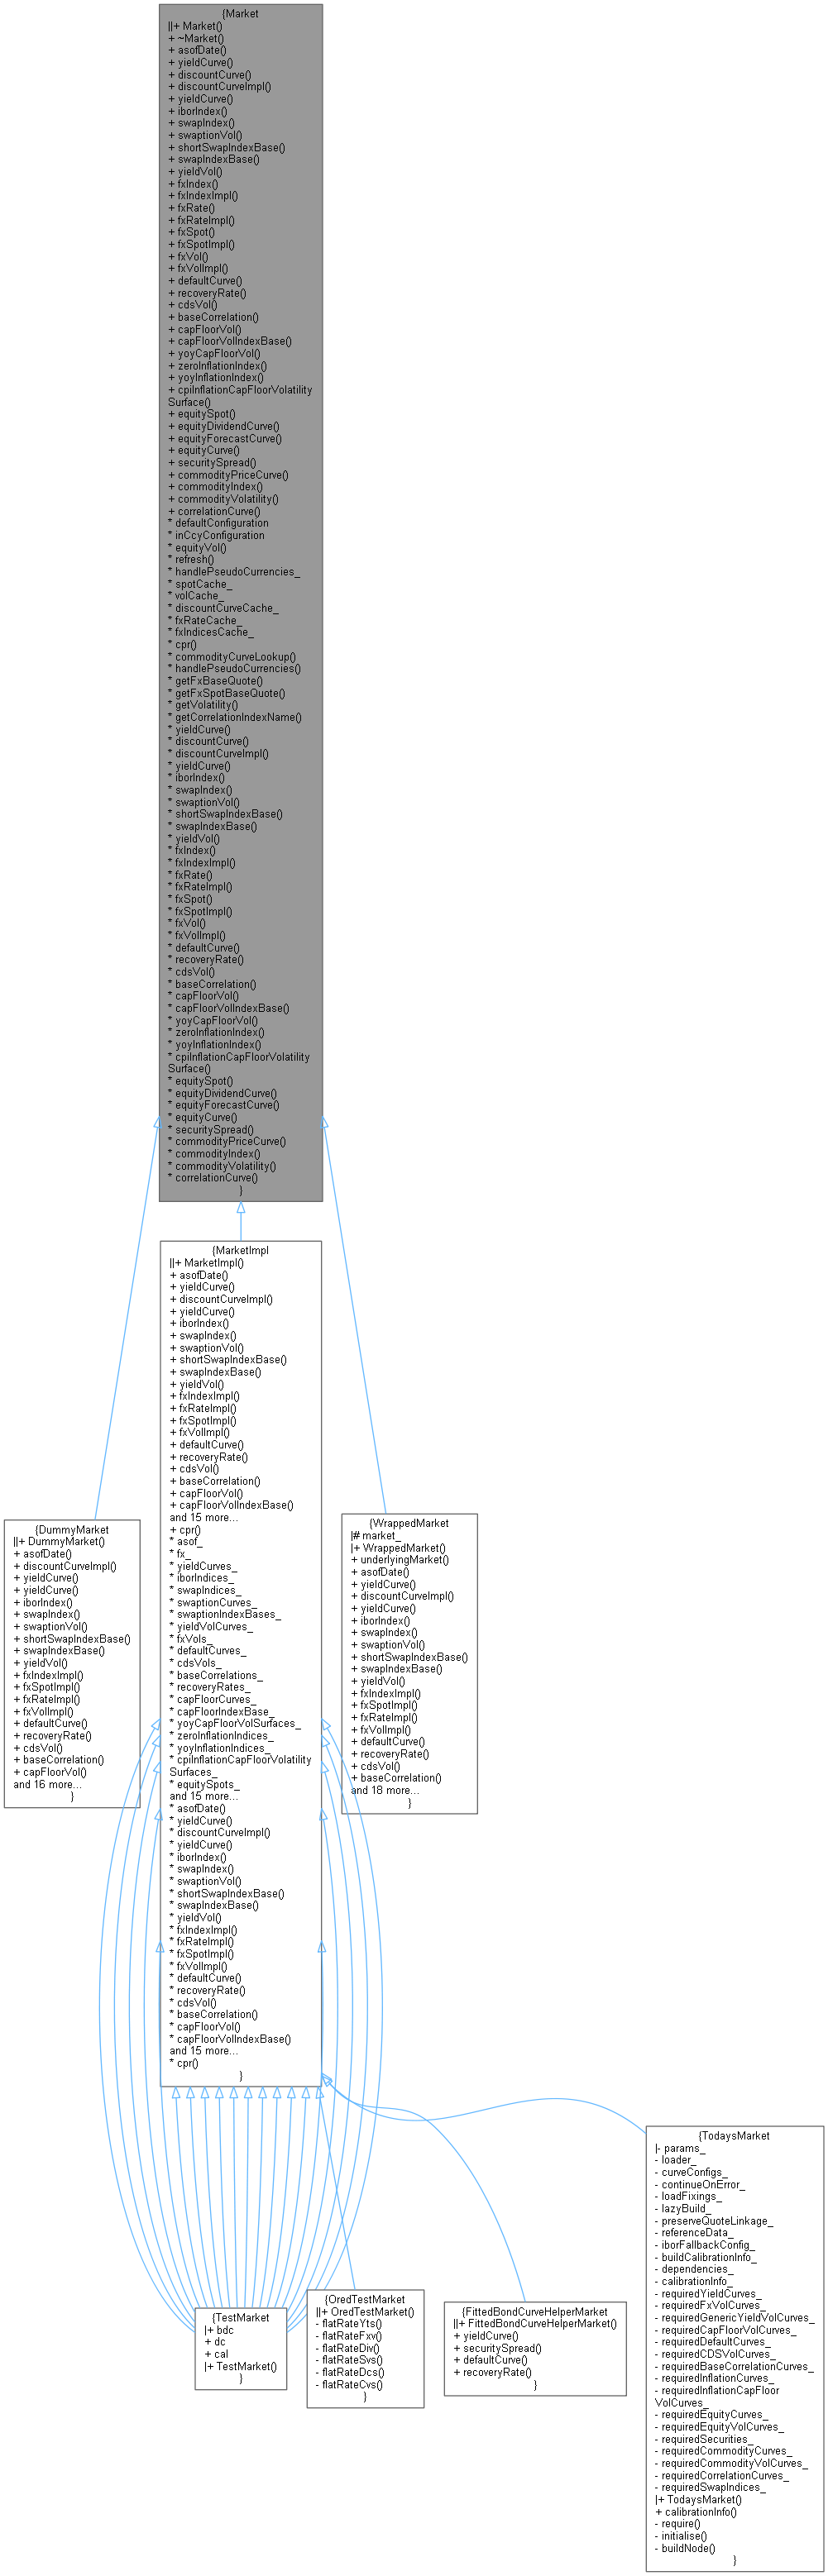 {Market
||+ Market()
+ ~Market()
+ asofDate()
+ yieldCurve()
+ discountCurve()
+ discountCurveImpl()
+ yieldCurve()
+ iborIndex()
+ swapIndex()
+ swaptionVol()
+ shortSwapIndexBase()
+ swapIndexBase()
+ yieldVol()
+ fxIndex()
+ fxIndexImpl()
+ fxRate()
+ fxRateImpl()
+ fxSpot()
+ fxSpotImpl()
+ fxVol()
+ fxVolImpl()
+ defaultCurve()
+ recoveryRate()
+ cdsVol()
+ baseCorrelation()
+ capFloorVol()
+ capFloorVolIndexBase()
+ yoyCapFloorVol()
+ zeroInflationIndex()
+ yoyInflationIndex()
+ cpiInflationCapFloorVolatility
Surface()
+ equitySpot()
+ equityDividendCurve()
+ equityForecastCurve()
+ equityCurve()
+ securitySpread()
+ commodityPriceCurve()
+ commodityIndex()
+ commodityVolatility()
+ correlationCurve()
* defaultConfiguration
* inCcyConfiguration
* equityVol()
* refresh()
* handlePseudoCurrencies_
* spotCache_
* volCache_
* discountCurveCache_
* fxRateCache_
* fxIndicesCache_
* cpr()
* commodityCurveLookup()
* handlePseudoCurrencies()
* getFxBaseQuote()
* getFxSpotBaseQuote()
* getVolatility()
* getCorrelationIndexName()
* yieldCurve()
* discountCurve()
* discountCurveImpl()
* yieldCurve()
* iborIndex()
* swapIndex()
* swaptionVol()
* shortSwapIndexBase()
* swapIndexBase()
* yieldVol()
* fxIndex()
* fxIndexImpl()
* fxRate()
* fxRateImpl()
* fxSpot()
* fxSpotImpl()
* fxVol()
* fxVolImpl()
* defaultCurve()
* recoveryRate()
* cdsVol()
* baseCorrelation()
* capFloorVol()
* capFloorVolIndexBase()
* yoyCapFloorVol()
* zeroInflationIndex()
* yoyInflationIndex()
* cpiInflationCapFloorVolatility
Surface()
* equitySpot()
* equityDividendCurve()
* equityForecastCurve()
* equityCurve()
* securitySpread()
* commodityPriceCurve()
* commodityIndex()
* commodityVolatility()
* correlationCurve()
}
{MarketImpl
||+ MarketImpl()
+ asofDate()
+ yieldCurve()
+ discountCurveImpl()
+ yieldCurve()
+ iborIndex()
+ swapIndex()
+ swaptionVol()
+ shortSwapIndexBase()
+ swapIndexBase()
+ yieldVol()
+ fxIndexImpl()
+ fxRateImpl()
+ fxSpotImpl()
+ fxVolImpl()
+ defaultCurve()
+ recoveryRate()
+ cdsVol()
+ baseCorrelation()
+ capFloorVol()
+ capFloorVolIndexBase()
and 15 more...
+ cpr()
* asof_
* fx_
* yieldCurves_
* iborIndices_
* swapIndices_
* swaptionCurves_
* swaptionIndexBases_
* yieldVolCurves_
* fxVols_
* defaultCurves_
* cdsVols_
* baseCorrelations_
* recoveryRates_
* capFloorCurves_
* capFloorIndexBase_
* yoyCapFloorVolSurfaces_
* zeroInflationIndices_
* yoyInflationIndices_
* cpiInflationCapFloorVolatility
Surfaces_
* equitySpots_
and 15 more...
* asofDate()
* yieldCurve()
* discountCurveImpl()
* yieldCurve()
* iborIndex()
* swapIndex()
* swaptionVol()
* shortSwapIndexBase()
* swapIndexBase()
* yieldVol()
* fxIndexImpl()
* fxRateImpl()
* fxSpotImpl()
* fxVolImpl()
* defaultCurve()
* recoveryRate()
* cdsVol()
* baseCorrelation()
* capFloorVol()
* capFloorVolIndexBase()
and 15 more...
* cpr()
}
{DummyMarket
||+ DummyMarket()
+ asofDate()
+ discountCurveImpl()
+ yieldCurve()
+ yieldCurve()
+ iborIndex()
+ swapIndex()
+ swaptionVol()
+ shortSwapIndexBase()
+ swapIndexBase()
+ yieldVol()
+ fxIndexImpl()
+ fxSpotImpl()
+ fxRateImpl()
+ fxVolImpl()
+ defaultCurve()
+ recoveryRate()
+ cdsVol()
+ baseCorrelation()
+ capFloorVol()
and 16 more...
}
{WrappedMarket
|# market_
|+ WrappedMarket()
+ underlyingMarket()
+ asofDate()
+ yieldCurve()
+ discountCurveImpl()
+ yieldCurve()
+ iborIndex()
+ swapIndex()
+ swaptionVol()
+ shortSwapIndexBase()
+ swapIndexBase()
+ yieldVol()
+ fxIndexImpl()
+ fxSpotImpl()
+ fxRateImpl()
+ fxVolImpl()
+ defaultCurve()
+ recoveryRate()
+ cdsVol()
+ baseCorrelation()
and 18 more...
}
{TestMarket
|+ bdc
+ dc
+ cal
|+ TestMarket()
}
{OredTestMarket
||+ OredTestMarket()
- flatRateYts()
- flatRateFxv()
- flatRateDiv()
- flatRateSvs()
- flatRateDcs()
- flatRateCvs()
}
{FittedBondCurveHelperMarket
||+ FittedBondCurveHelperMarket()
+ yieldCurve()
+ securitySpread()
+ defaultCurve()
+ recoveryRate()
}
{TodaysMarket
|- params_
- loader_
- curveConfigs_
- continueOnError_
- loadFixings_
- lazyBuild_
- preserveQuoteLinkage_
- referenceData_
- iborFallbackConfig_
- buildCalibrationInfo_
- dependencies_
- calibrationInfo_
- requiredYieldCurves_
- requiredFxVolCurves_
- requiredGenericYieldVolCurves_
- requiredCapFloorVolCurves_
- requiredDefaultCurves_
- requiredCDSVolCurves_
- requiredBaseCorrelationCurves_
- requiredInflationCurves_
- requiredInflationCapFloor
VolCurves_
- requiredEquityCurves_
- requiredEquityVolCurves_
- requiredSecurities_
- requiredCommodityCurves_
- requiredCommodityVolCurves_
- requiredCorrelationCurves_
- requiredSwapIndices_
|+ TodaysMarket()
+ calibrationInfo()
- require()
- initialise()
- buildNode()
}